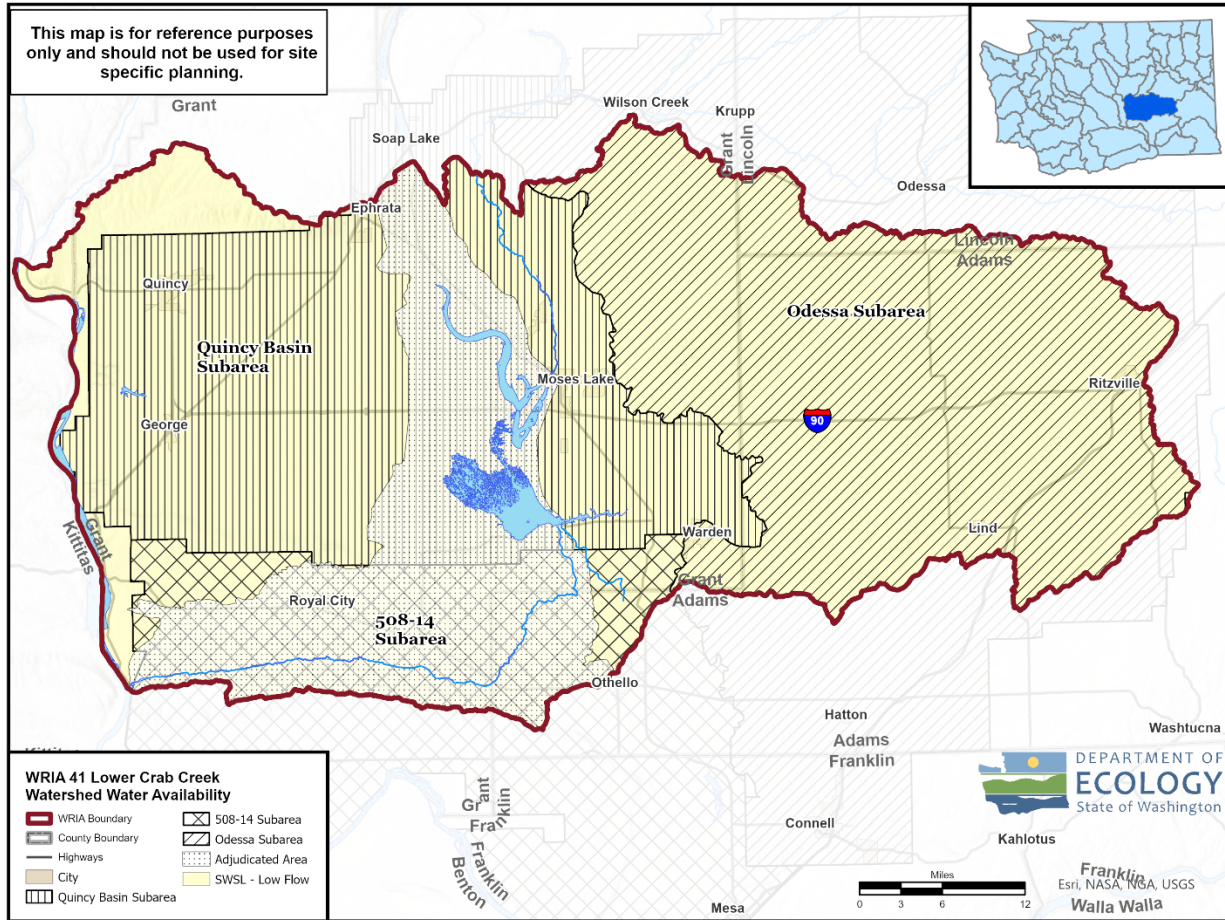 This map is for reference purposes
only and should not be used for site
specific planning.
Grant
Wilson Creek
Krupp
Soap Lake
Grant
Lincoln
Odessa
Ephrata
Lincoln
Adams
Quincy
Odessa Subarea
Quincy Basin
Subarea
Moses Lake
Ritzville
George
90
Grant
Kittitas
Warden
Lind
Grant
Adams
Royal City
508-14
Subarea
Othello
Hatton
Washtucna
Adams
Franklin
Grant
Franklin
Franklin
Benton
Connell
Kahlotus
Mesa
Franklin
Walla Walla
WRIA 41 Lower Crab Creek
Watershed Water Availability
WRIA Boundary
County Boundary
Highways
City
Quincy Basin Subarea
508-14 Subarea
Odessa Subarea
Adjudicated Area
SWSL - Low Flow
DEPARTMENT OF
ECOLOGY
State of Washington
Miles
0 3 6 12
Esri, NASA, NGA, USGS